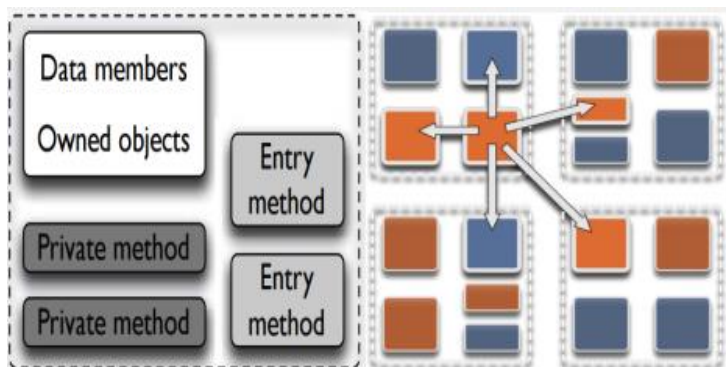 Data members
Owned objects
Entry
method
Private method
Entry
method
Private method